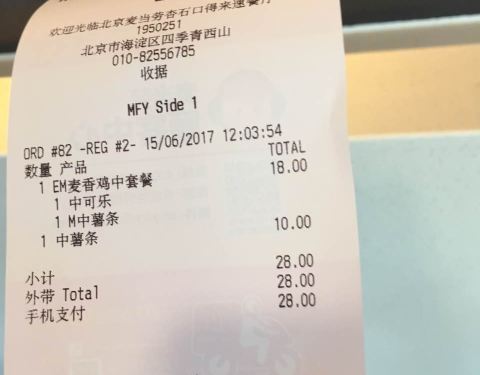 欢迎光临北京麦当劳杏石口得来速餐厅
1950251
北京市海淀区四季青西山
010-82556785
收据
MFY Side 1
ORD #82 -REG #2- 15/06/2017 12:03:54
数量 产品 TOTAL
1 EM麦香鸡中套餐 18.00
1 中可乐
1 M中薯条
1 中薯条 10.00
小计 28.00
外带 Total 28.00
手机支付 28.00